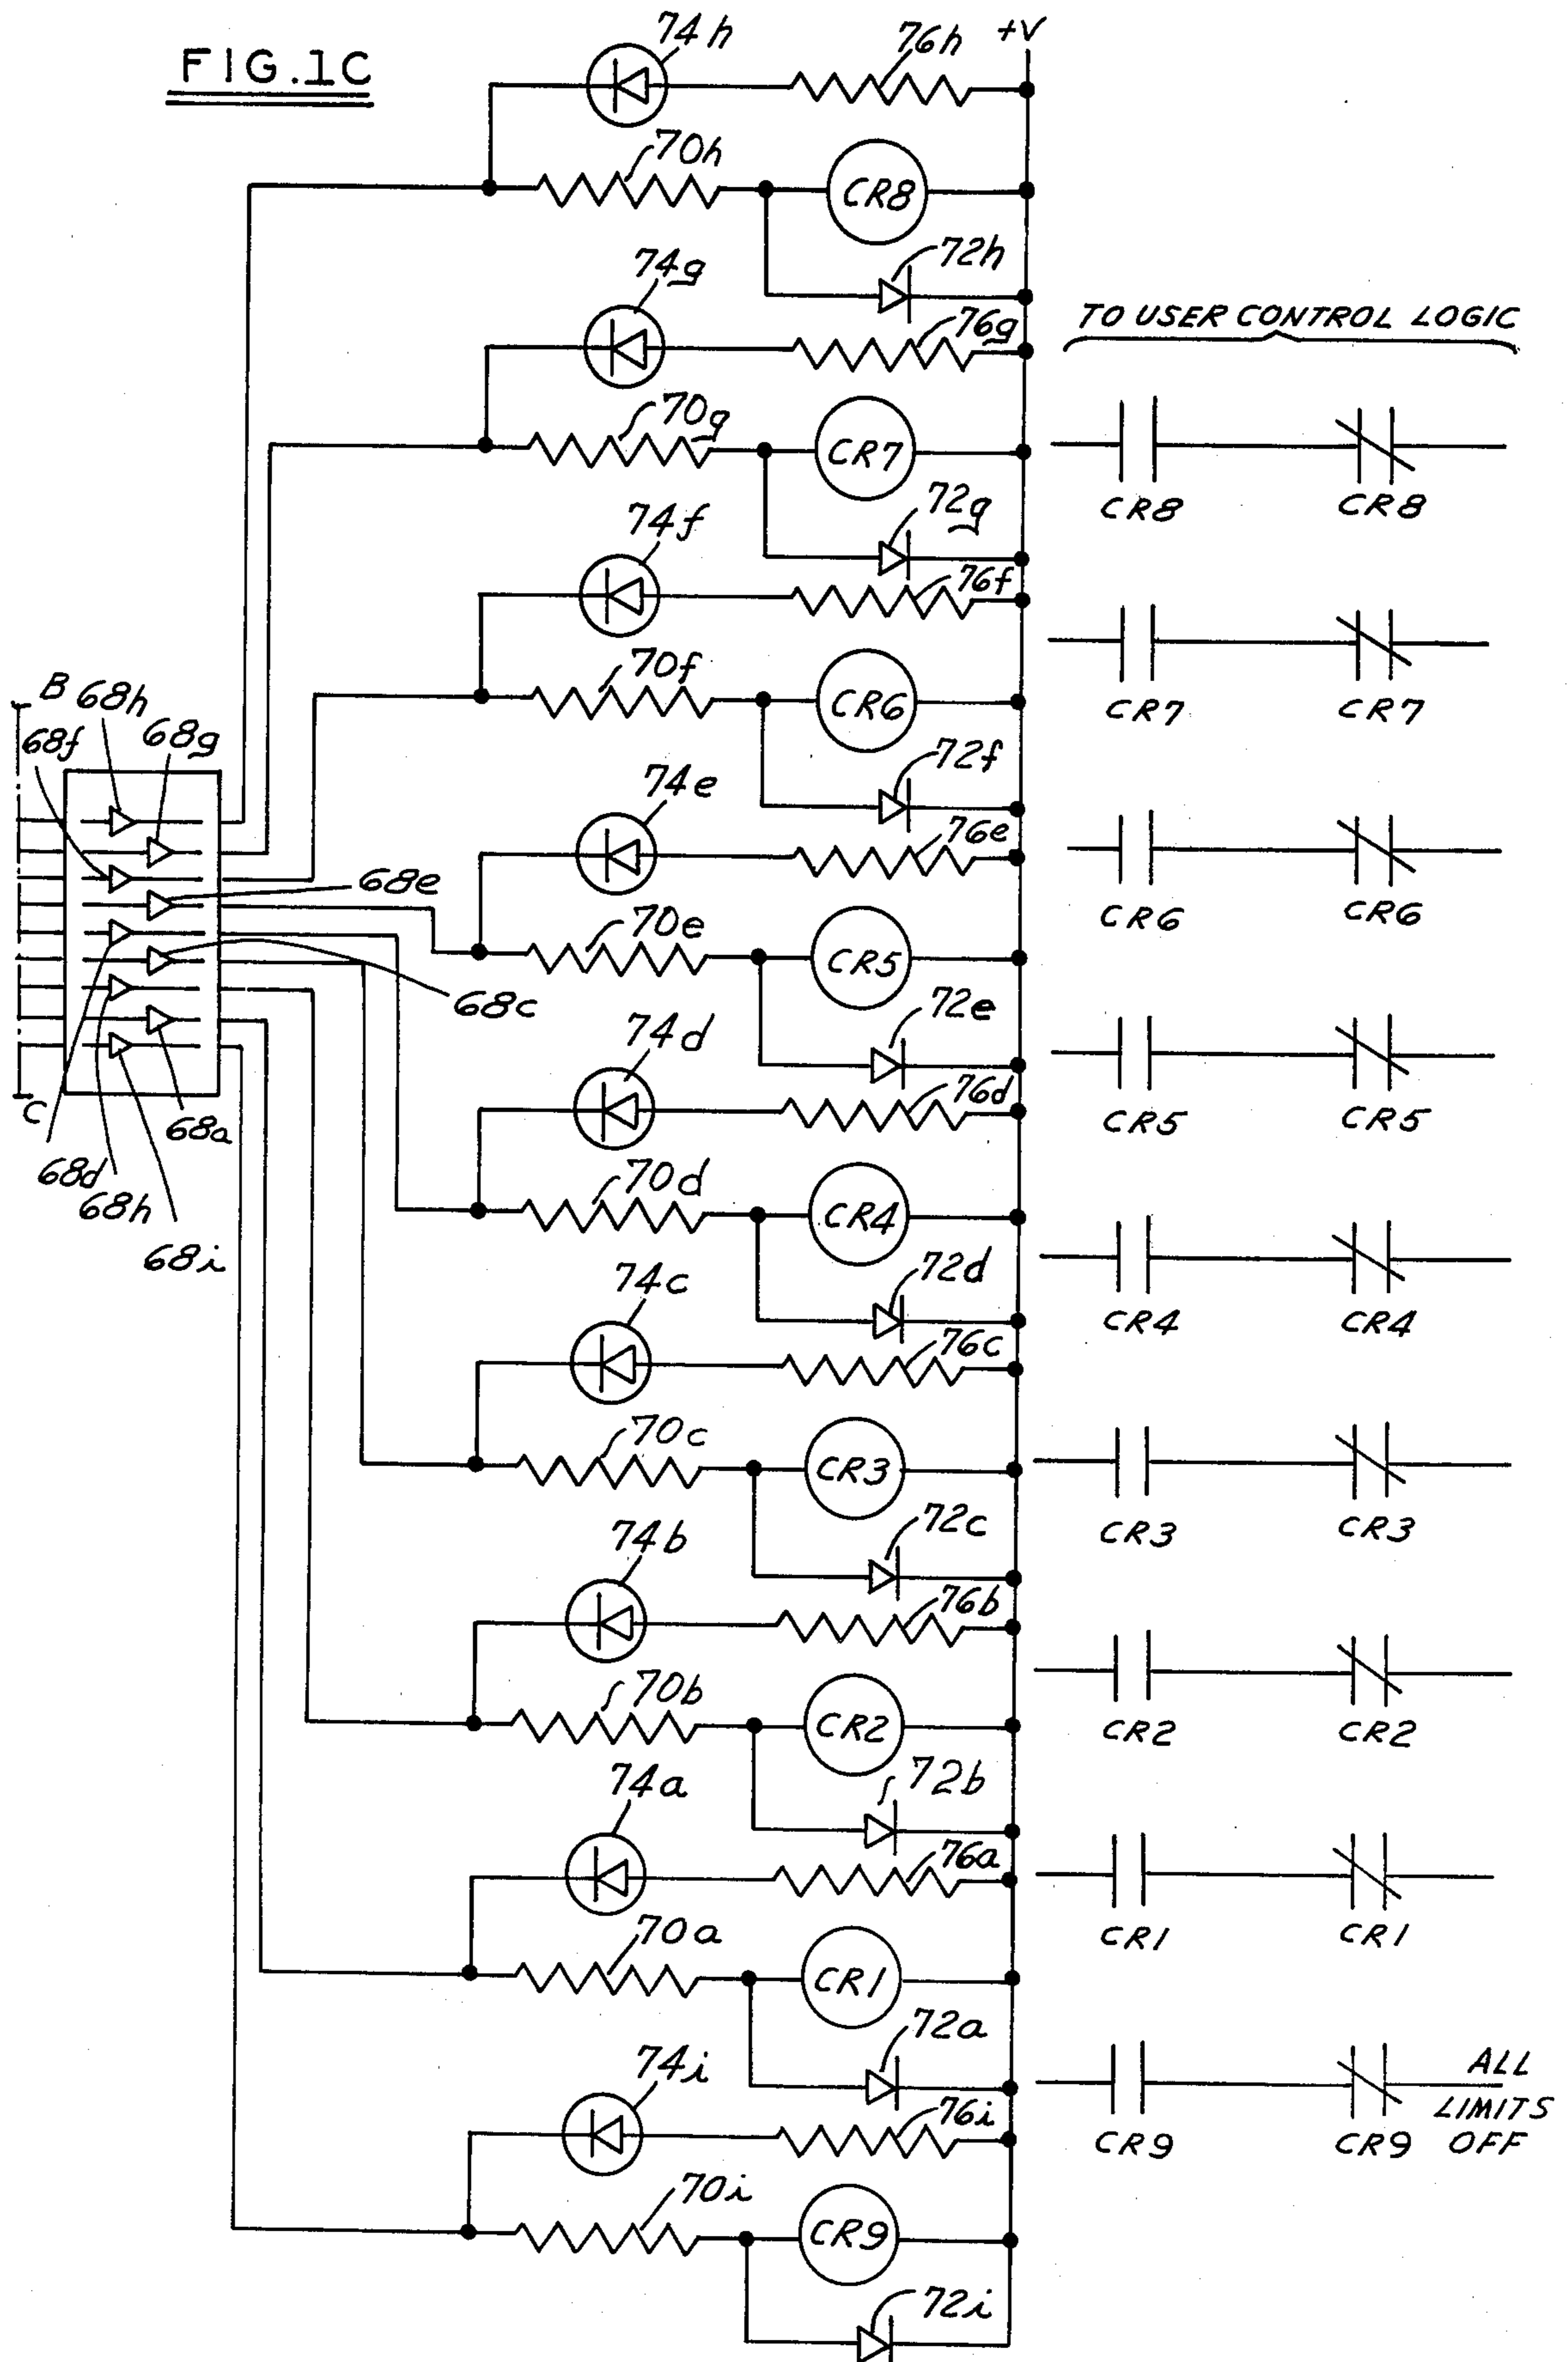 FIG.1C
74h
76h
+V
70h
CR8
72h
74g
76g
TO USER CONTROL LOGIC
70g
CR7
CR8
CR8
72g
74f
76f
70f
CR6
CR7
CR7
B
68h
68g
68f
72f
74e
76e
68e
CR6
CR6
70e
CR5
68c
72e
74d
76d
C
68a
CR5
CR5
68d
68h
68i
70d
CR4
72d
74c
CR4
CR4
76c
70c
CR3
72c
CR3
CR3
74b
76b
70b
CR2
CR2
CR2
72b
74a
76a
70a
CR1
CR1
CR1
72a
74i
76i
ALL
LIMITS
OFF
CR9
CR9
70i
CR9
72i